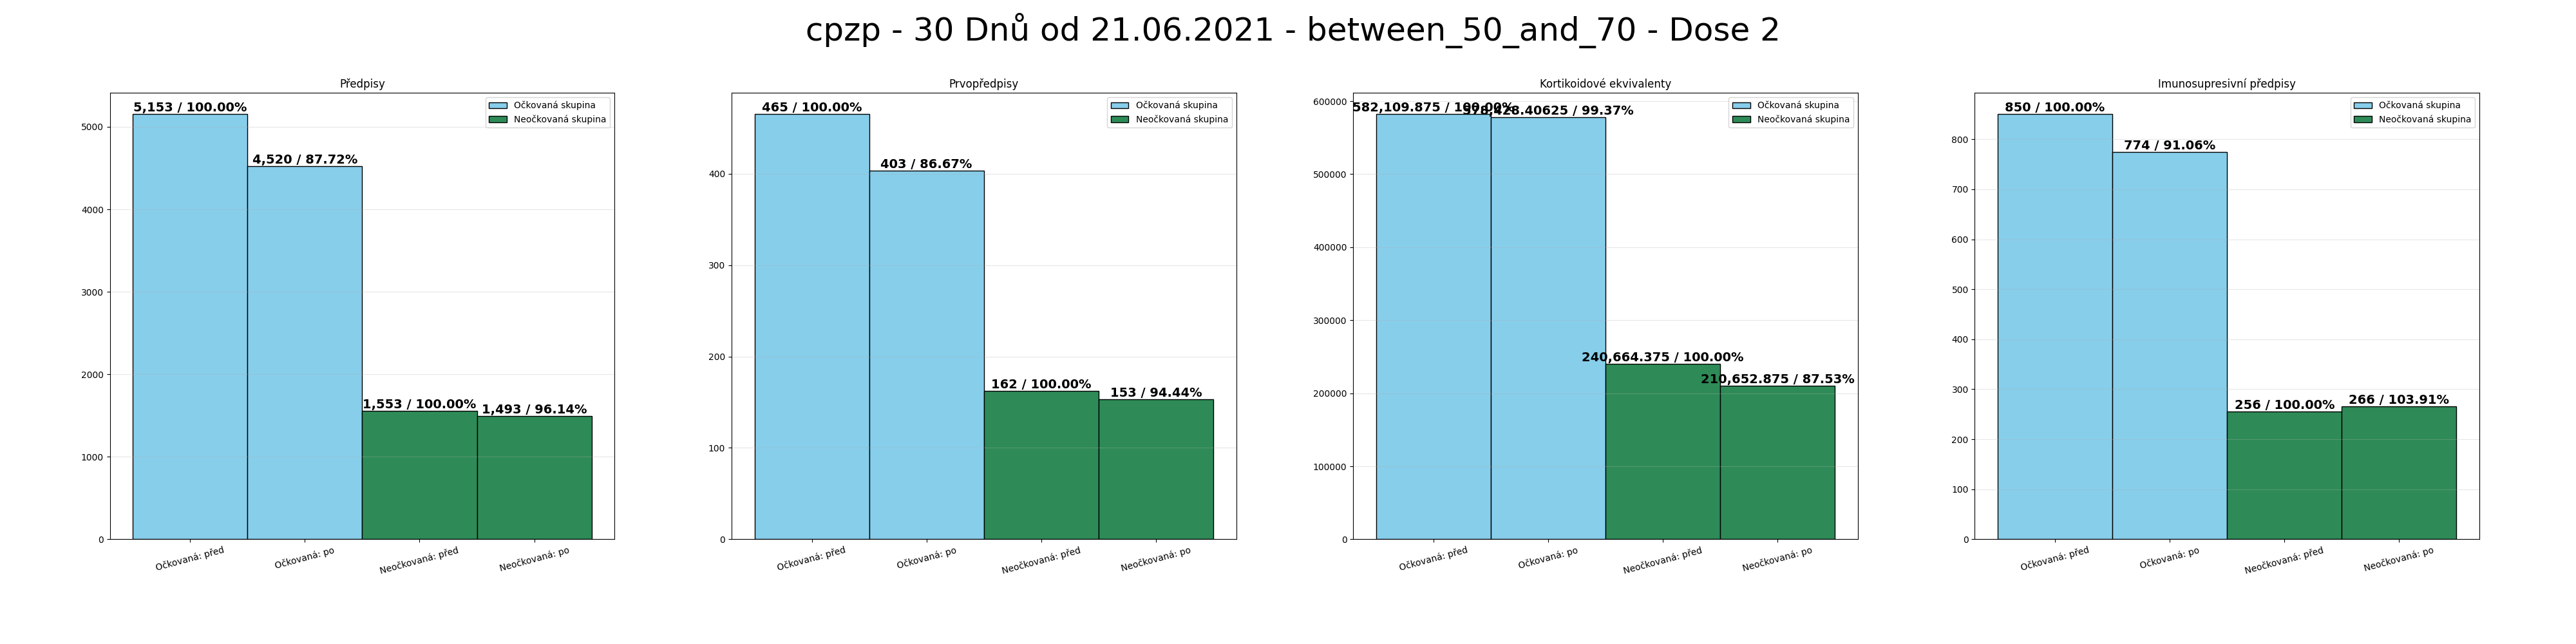 cpzp - 30 Dnů od 21.06.2021 - between_50_and_70 - Dose 2
Předpisy
5,153 / 100.00%
4,520 / 87.72%
1,553 / 100.00%
1,493 / 96.14%
Očkovaná skupina
Neočkovaná skupina
5000
4000
3000
2000
1000
0
Očkovaná: před
Očkovaná: po
Neočkovaná: před
Neočkovaná: po
Prvopředpisy
465 / 100.00%
403 / 86.67%
162 / 100.00%
153 / 94.44%
Očkovaná skupina
Neočkovaná skupina
400
300
200
100
0
Očkovaná: před
Očkovaná: po
Neočkovaná: před
Neočkovaná: po
Kortikoidové ekvivalenty
582,109.875 / 100.00%
578,428.40625 / 99.37%
240,664.375 / 100.00%
210,652.875 / 87.53%
Očkovaná skupina
Neočkovaná skupina
600000
500000
400000
300000
200000
100000
0
Očkovaná: před
Očkovaná: po
Neočkovaná: před
Neočkovaná: po
Imunosupresivní předpisy
850 / 100.00%
774 / 91.06%
256 / 100.00%
266 / 103.91%
Očkovaná skupina
Neočkovaná skupina
800
700
600
500
400
300
200
100
0
Očkovaná: před
Očkovaná: po
Neočkovaná: před
Neočkovaná: po